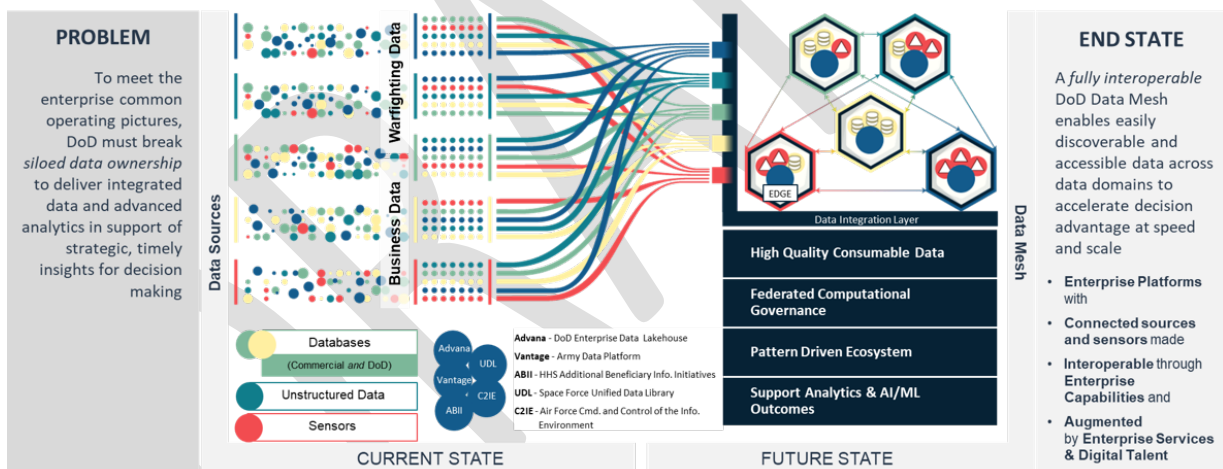 PROBLEM
To meet the
enterprise common
operating pictures,
DoD must break
siloed data ownership
to deliver integrated
data and advanced
analytics in support of
strategic, timely
insights for decision
making
Data Sources
Warfighting Data
Business Data
Databases
(Commercial and DoD)
Unstructured Data
Sensors
Advana
UDL
Vantage
C2IE
ABII
Advana - DoD Enterprise Data Lakehouse
Vantage - Army Data Platform
ABII - HHS Additional Beneficiary Info. Initiatives
UDL - Space Force Unified Data Library
C2IE - Air Force Cmd. and Control of the Info.
Environment
CURRENT STATE
EDGE
Data Integration Layer
High Quality Consumable Data
Federated Computational
Governance
Pattern Driven Ecosystem
Support Analytics & AI/ML
Outcomes
FUTURE STATE
Data Mesh
END STATE
A fully interoperable
DoD Data Mesh
enables easily
discoverable and
accessible data across
data domains to
accelerate decision
advantage at speed
and scale
• Enterprise Platforms
with
• Connected sources
and sensors made
• Interoperable through
Enterprise
Capabilities and
• Augmented
by Enterprise Services
& Digital Talent